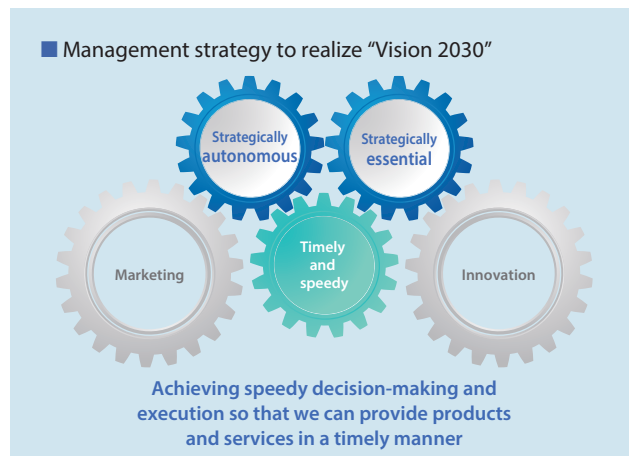 Management strategy to realize “Vision 2030”
Strategically
autonomous
Strategically
essential
Marketing
Timely
and
speedy
Innovation
Achieving speedy decision-making and
execution so that we can provide products
and services in a timely manner